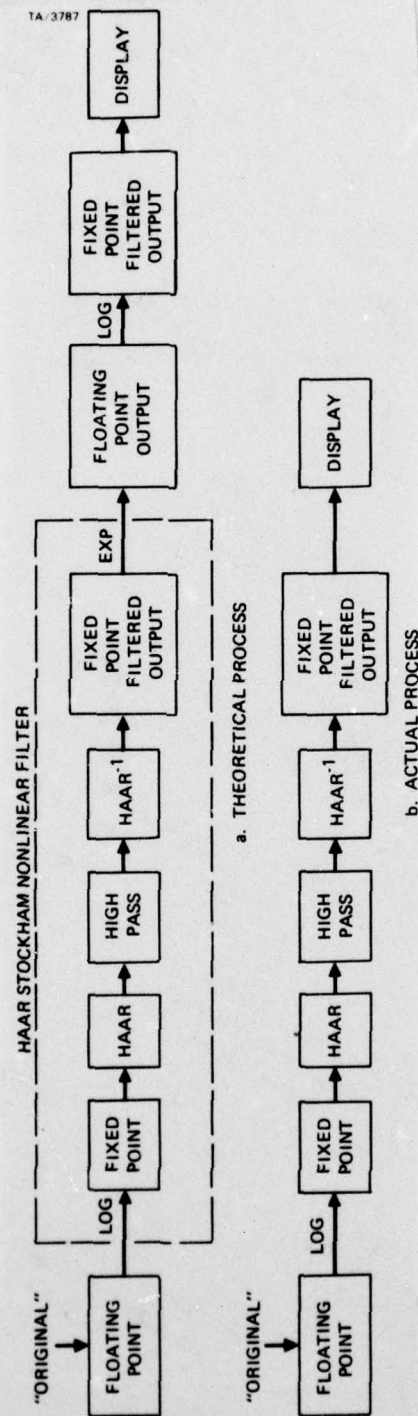 TA-3787
HAAR STOCKHAM NONLINEAR FILTER
"ORIGINAL"
FLOATING
POINT
LOG
FIXED
POINT
HAAR
HIGH
PASS
HAAR⁻¹
FIXED
POINT
FILTERED
OUTPUT
EXP
FLOATING
POINT
OUTPUT
LOG
FIXED
POINT
FILTERED
OUTPUT
DISPLAY
a. THEORETICAL PROCESS
"ORIGINAL"
FLOATING
POINT
LOG
FIXED
POINT
HAAR
HIGH
PASS
HAAR⁻¹
FIXED
POINT
FILTERED
OUTPUT
DISPLAY
b. ACTUAL PROCESS